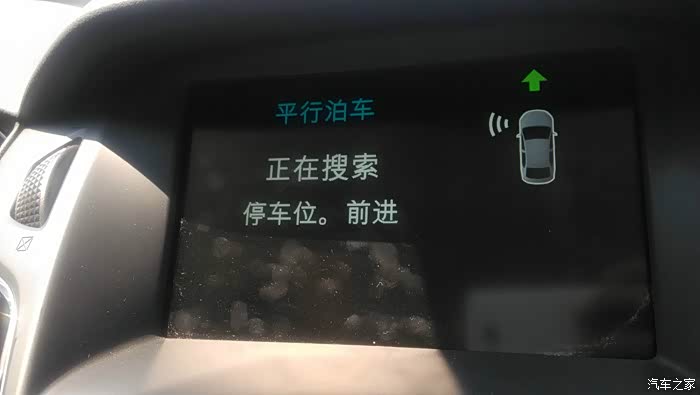 平行泊车
正在搜索
停车位。前进
汽车之家